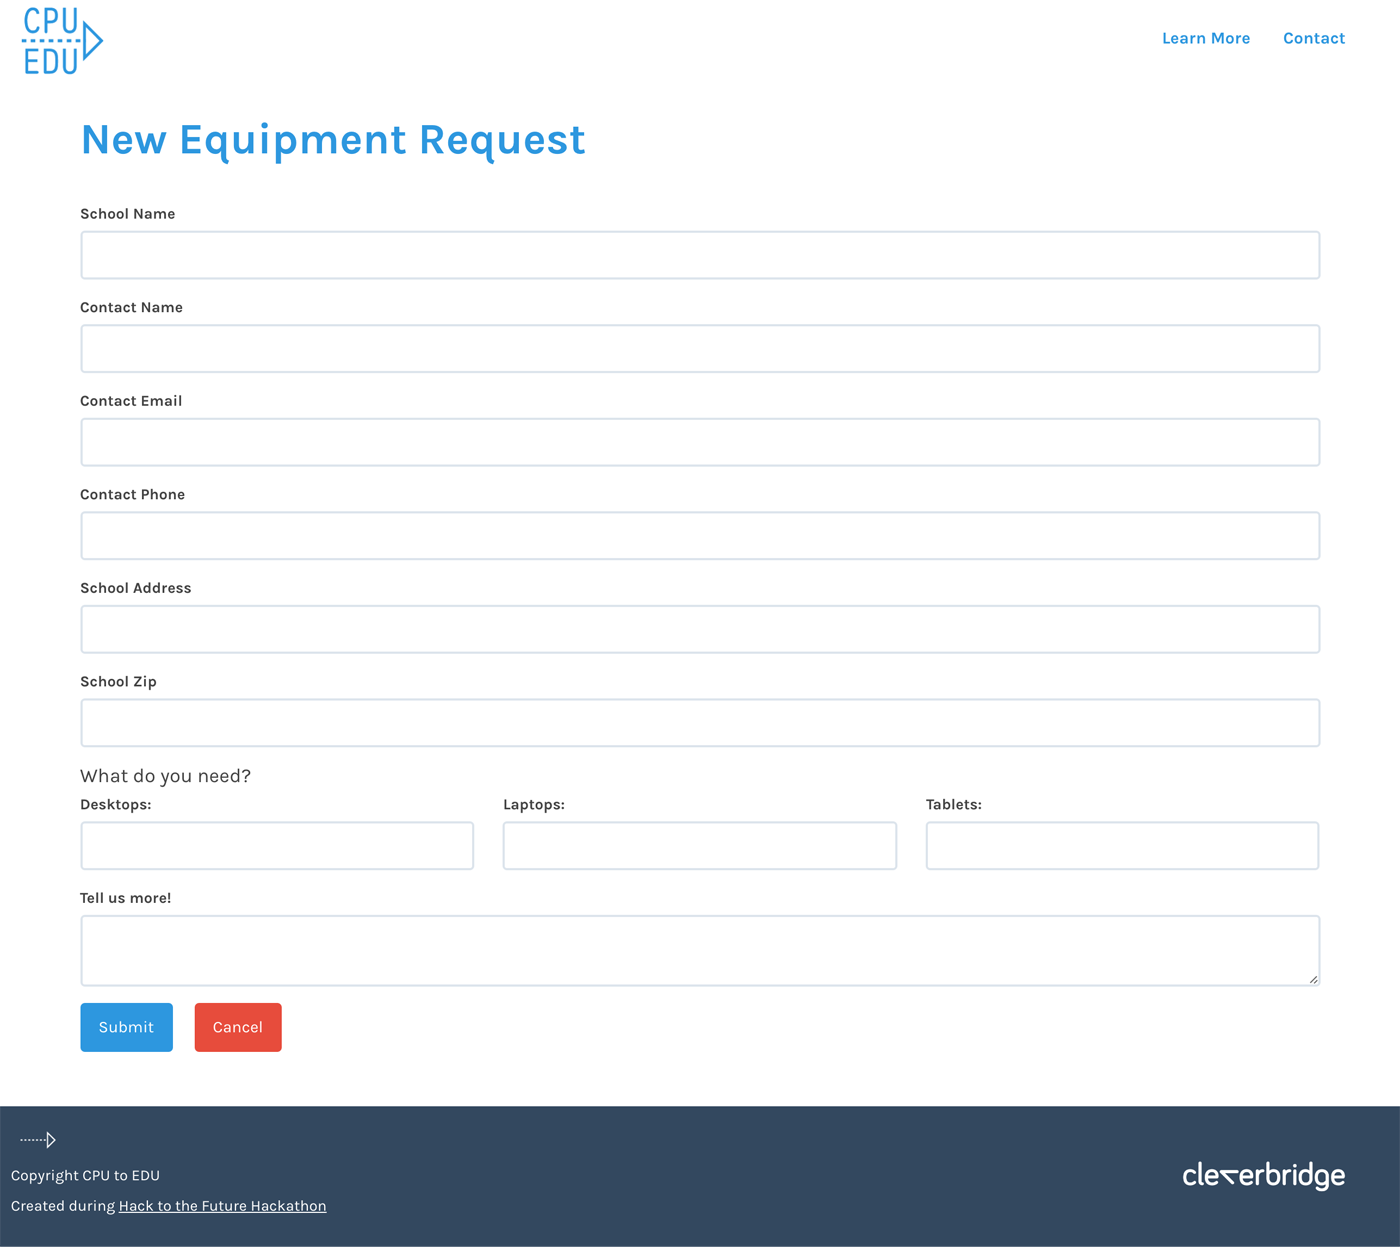 CPU
EDU
Learn More
Contact
New Equipment Request
School Name
Contact Name
Contact Email
Contact Phone
School Address
School Zip
What do you need?
Desktops:
Laptops:
Tablets:
Tell us more!
Submit
Cancel
Copyright CPU to EDU
Created during Hack to the Future Hackathon
cleverbridge